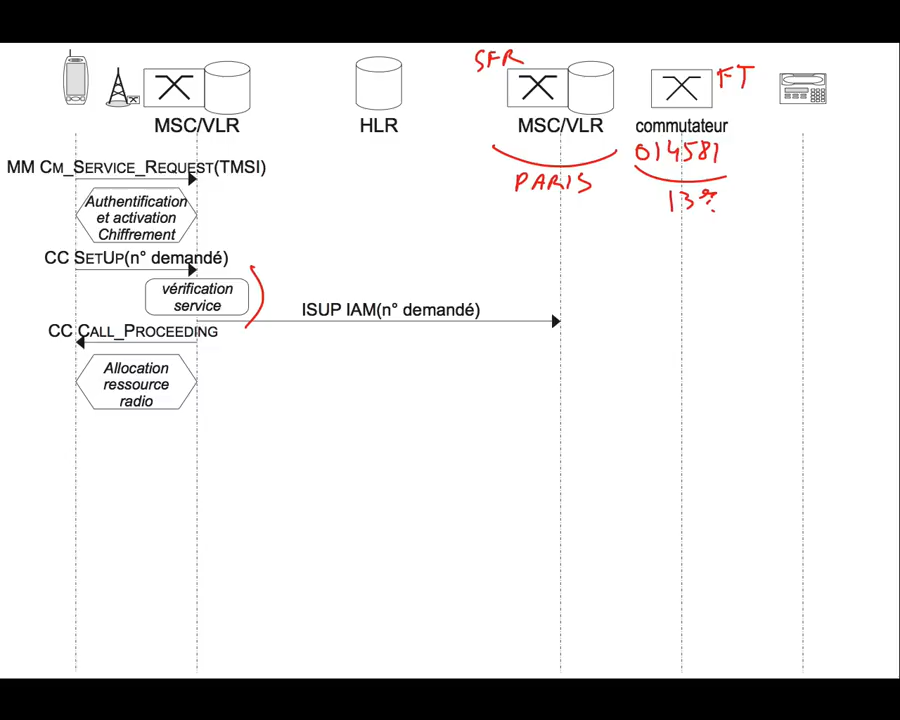 SFR
FT
MSC/VLR
HLR
MSC/VLR
commutateur
014581
PARIS
13è
MM CM_SERVICE_REQUEST(TMSI)
Authentification
et activation
Chiffrement
CC SETUP(n° demandé)
vérification
service
ISUP IAM(n° demandé)
CC CALL_PROCEEDING
Allocation
ressource
radio